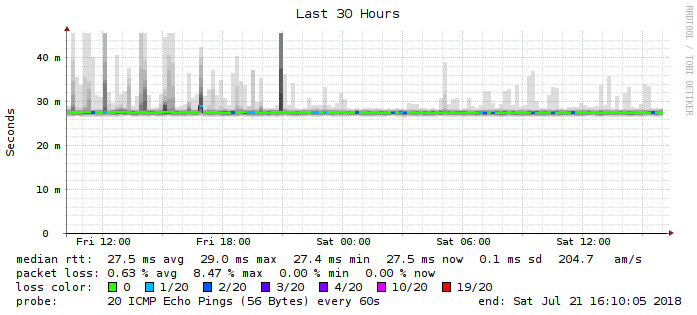 Last 30 Hours
RRDTOOL / TOBI OETIKER
Seconds
40 m
30 m
20 m
10 m
0
Fri 12:00 Fri 18:00 Sat 00:00 Sat 06:00 Sat 12:00
median rtt: 27.5 ms avg 29.0 ms max 27.4 ms min 27.5 ms now 0.1 ms sd 204.7 am/s
packet loss: 0.63 % avg 8.47 % max 0.00 % min 0.00 % now
loss color: 0 1/20 2/20 3/20 4/20 10/20 19/20
probe: 20 ICMP Echo Pings (56 Bytes) every 60s end: Sat Jul 21 16:10:05 2018